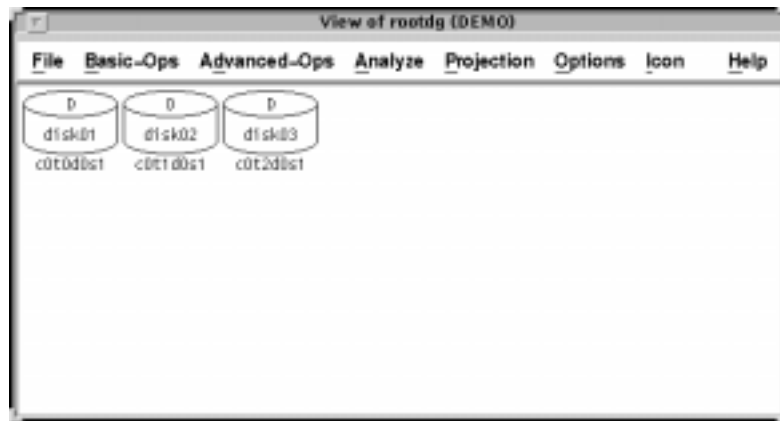 View of rootdg (DEMO)
File Basic-Ops Advanced-Ops Analyze Projection Options Icon Help
D D D
disk01 disk02 disk03
c0t0d0s1 c0t1d0s1 c0t2d0s1